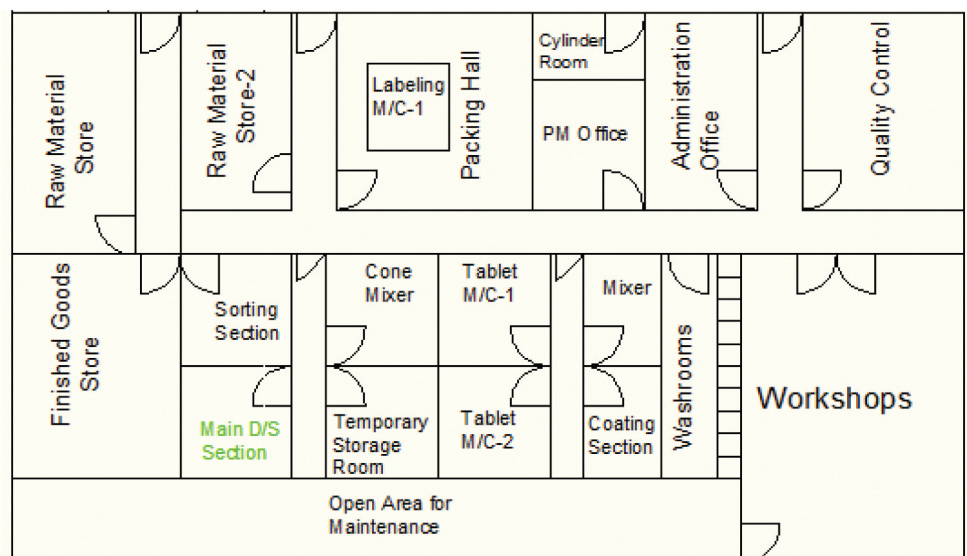 Raw Material
Store
Raw Material
Store-2
Labeling
M/C-1
Packing Hall
Cylinder
Room
PM Office
Administration
Office
Quality Control
Finished Goods
Store
Sorting
Section
Main D/S
Section
Cone
Mixer
Temporary
Storage
Room
Tablet
M/C-1
Tablet
M/C-2
Mixer
Coating
Section
Washrooms
Workshops
Open Area for
Maintenance